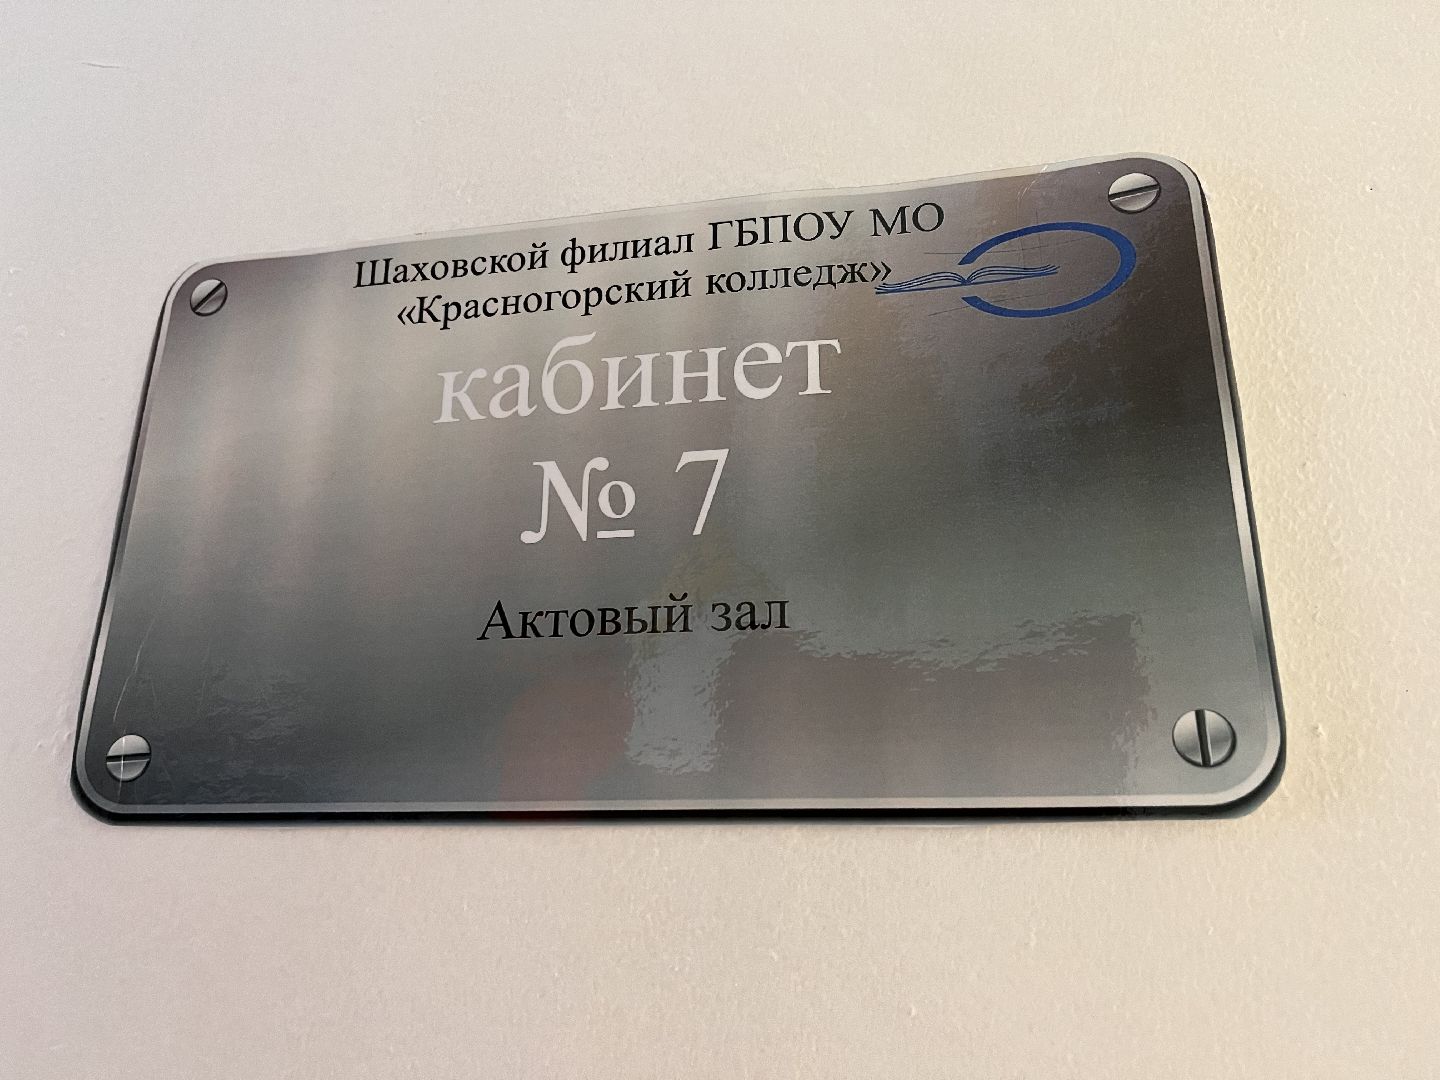 Шаховской филиал ГБПОУ МО
«Красногорский колледж»
кабинет
№ 7
Актовый зал